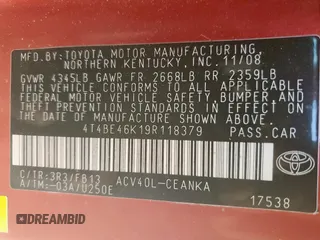 MFD. BY: TOYOTA MOTOR MANUFACTURING,
NORTHERN KENTUCKY, INC. 11/08
GVWR 4345LB GAWR FR 2668LB RR 2359LB
THIS VEHICLE CONFORMS TO ALL APPLICABLE
FEDERAL MOTOR VEHICLE SAFETY, BUMPER, AND
THEFT PREVENTION STANDARDS IN EFFECT ON
THE DATE OF MANUFACTURE SHOWN ABOVE.
4T4BE46K19R118379 PASS.CAR
C/TR:3R3/FB13 ACV40L-CEANKA
A/TM:-03A/U250E
TOYOTA
17538
AUTOBIDMASTER